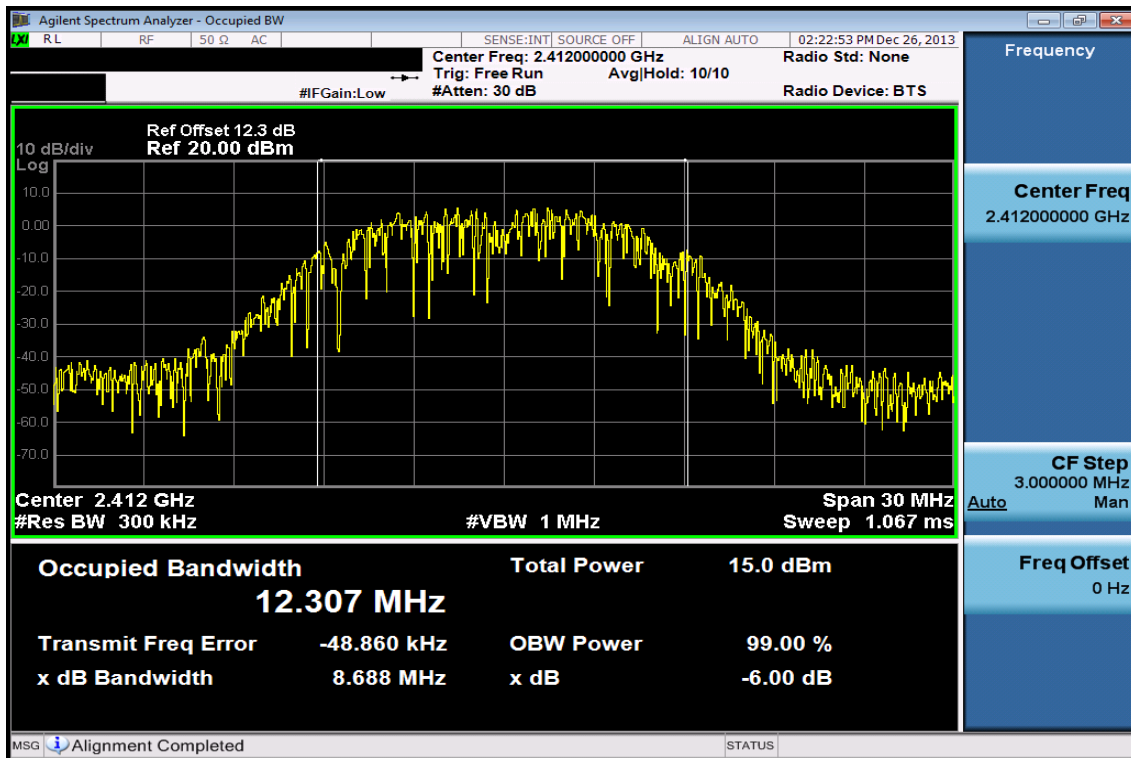 Agilent Spectrum Analyzer - Occupied BW
LXI RL RF 50 Ω AC SENSE:INT SOURCE OFF ALIGN AUTO 02:22:53 PM Dec 26, 2013
Center Freq: 2.412000000 GHz Radio Std: None
Trig: Free Run Avg|Hold: 10/10
#IFGain:Low #Atten: 30 dB Radio Device: BTS
Ref Offset 12.3 dB
10 dB/div Ref 20.00 dBm
Log
10.0
0.00
-10.0
-20.0
-30.0
-40.0
-50.0
-60.0
-70.0
Center 2.412 GHz Span 30 MHz
#Res BW 300 kHz #VBW 1 MHz Sweep 1.067 ms
Occupied Bandwidth Total Power 15.0 dBm
12.307 MHz
Transmit Freq Error -48.860 kHz OBW Power 99.00 %
x dB Bandwidth 8.688 MHz x dB -6.00 dB
MSG Alignment Completed STATUS
Frequency
Center Freq
2.412000000 GHz
CF Step
3.000000 MHz
Auto Man
Freq Offset
0 Hz